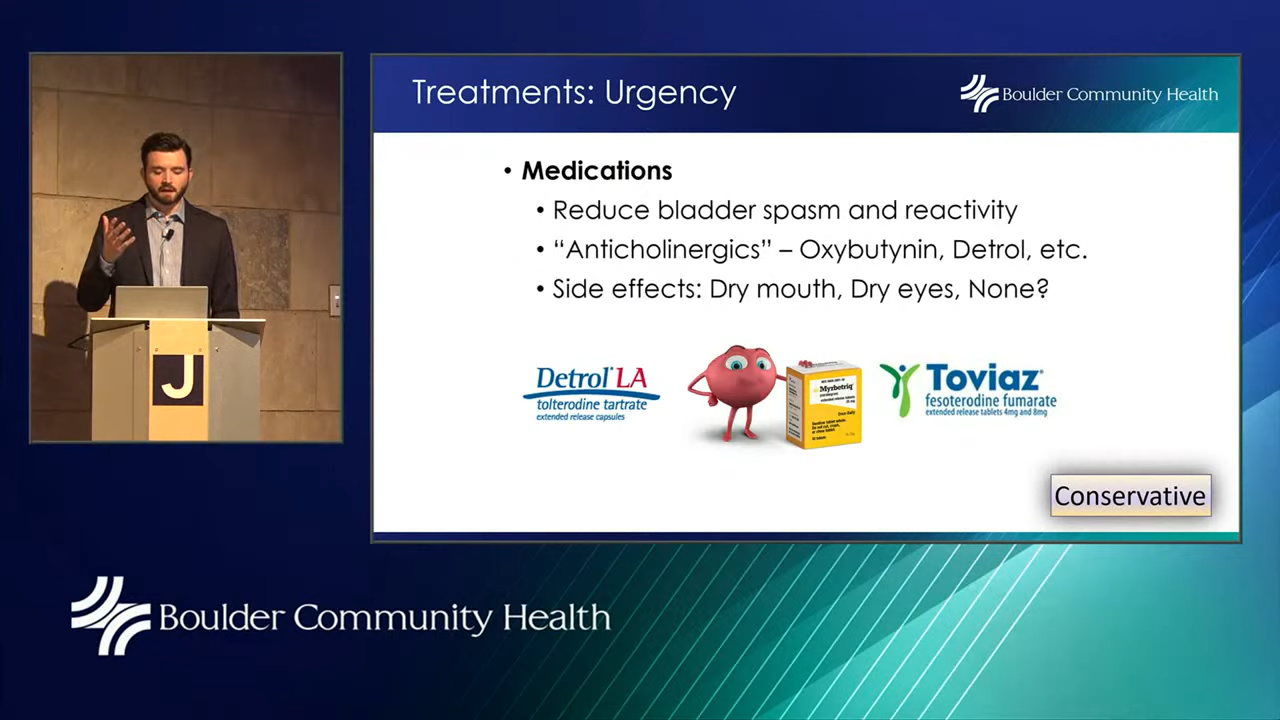 Treatments: Urgency
Boulder Community Health
• Medications
• Reduce bladder spasm and reactivity
• “Anticholinergics” – Oxybutynin, Detrol, etc.
• Side effects: Dry mouth, Dry eyes, None?
Detrol® LA
tolterodine tartrate
extended release capsules
Myrbetriq
Toviaz®
fesoterodine fumarate
extended release tablets 4mg and 8mg
Conservative
J
Boulder Community Health